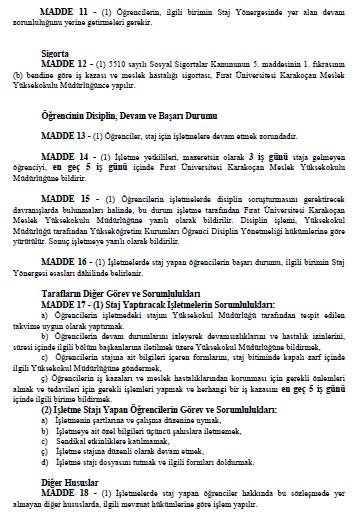 MADDE 11 - (1) Öğrencilerin, ilgili birimin Staj Yönergesinde yer alan devam
zorunluluğunu yerine getirmeleri gerekir.
Sigorta
MADDE 12 - (1) 5510 sayılı Sosyal Sigortalar Kanununun 5. maddesinin 1. fıkrasının
(b) bendine göre iş kazası ve meslek hastalığı sigortası, Fırat Üniversitesi Karakoçan Meslek
Yüksekokulu Müdürlüğünce yapılır.
Öğrencinin Disiplin, Devam ve Başarı Durumu
MADDE 13 - (1) Öğrenciler, staj için işletmelere devam etmek zorundadır.
MADDE 14 - (1) İşletme yetkilileri, mazeretsiz olarak 3 iş günü staja gelmeyen
öğrenciyi, en geç 5 iş günü içinde Fırat Üniversitesi Karakoçan Meslek Yüksekokulu
Müdürlüğüne bildirir.
MADDE 15 - (1) Öğrencilerin işletmelerde disiplin soruşturmasını gerektirecek
davranışlarda bulunmaları halinde, bu durum işletme tarafından Fırat Üniversitesi Karakoçan
Meslek Yüksekokulu Müdürlüğüne yazılı olarak bildirilir. Disiplin işlemi, Yüksekokul
Müdürlüğü tarafından Yükseköğretim Kurumları Öğrenci Disiplin Yönetmeliği hükümlerine göre
yürütülür. Sonuç işletmeye yazılı olarak bildirilir.
MADDE 16 - (1) İşletmelerde staj yapan öğrencilerin başarı durumu, ilgili birimin Staj
Yönergesi esasları dâhilinde belirlenir.
Tarafların Diğer Görev ve Sorumlulukları
MADDE 17 - (1) Staj Yaptıracak İşletmelerin Sorumlulukları:
a) Öğrencilerin işletmedeki stajını Yüksekokul Müdürlüğü tarafından tespit edilen
takvime uygun olarak yaptırmak.
b) Öğrencilerin devam durumlarını izleyerek devamsızlıklarını ve hastalık izinlerini,
süresi içinde ilgili bölüm başkanlarına iletilmek üzere Yüksekokul Müdürlüğüne bildirmek,
c) Öğrencilerin stajına ait bilgileri içeren formlarını, staj bitiminde kapalı zarf içinde
ilgili Yüksekokul Müdürlüğüne göndermek,
ç) Öğrencilerin iş kazaları ve meslek hastalıklarından korunması için gerekli önlemleri
almak ve tedavileri için gerekli işlemleri yapmak ve herhangi bir iş kazasını en geç 5 iş günü
içinde ilgili birime bildirmek.
(2) İşletme Stajı Yapan Öğrencilerin Görev ve Sorumlulukları:
a) İşletmenin şartlarına ve çalışma düzenine uymak,
b) İşletmeye ait özel bilgileri üçüncü şahıslara iletmemek,
c) Sendikal etkinliklere katılmamak,
ç) İşletme stajına düzenli olarak devam etmek,
d) İşletme stajı dosyasını tutmak ve ilgili formları doldurmak.
Diğer Hususlar
MADDE 18 - (1) İşletmelerde staj yapan öğrenciler hakkında bu sözleşmede yer
almayan diğer hususlarda, ilgili mevzuat hükümlerine göre işlem yapılır.